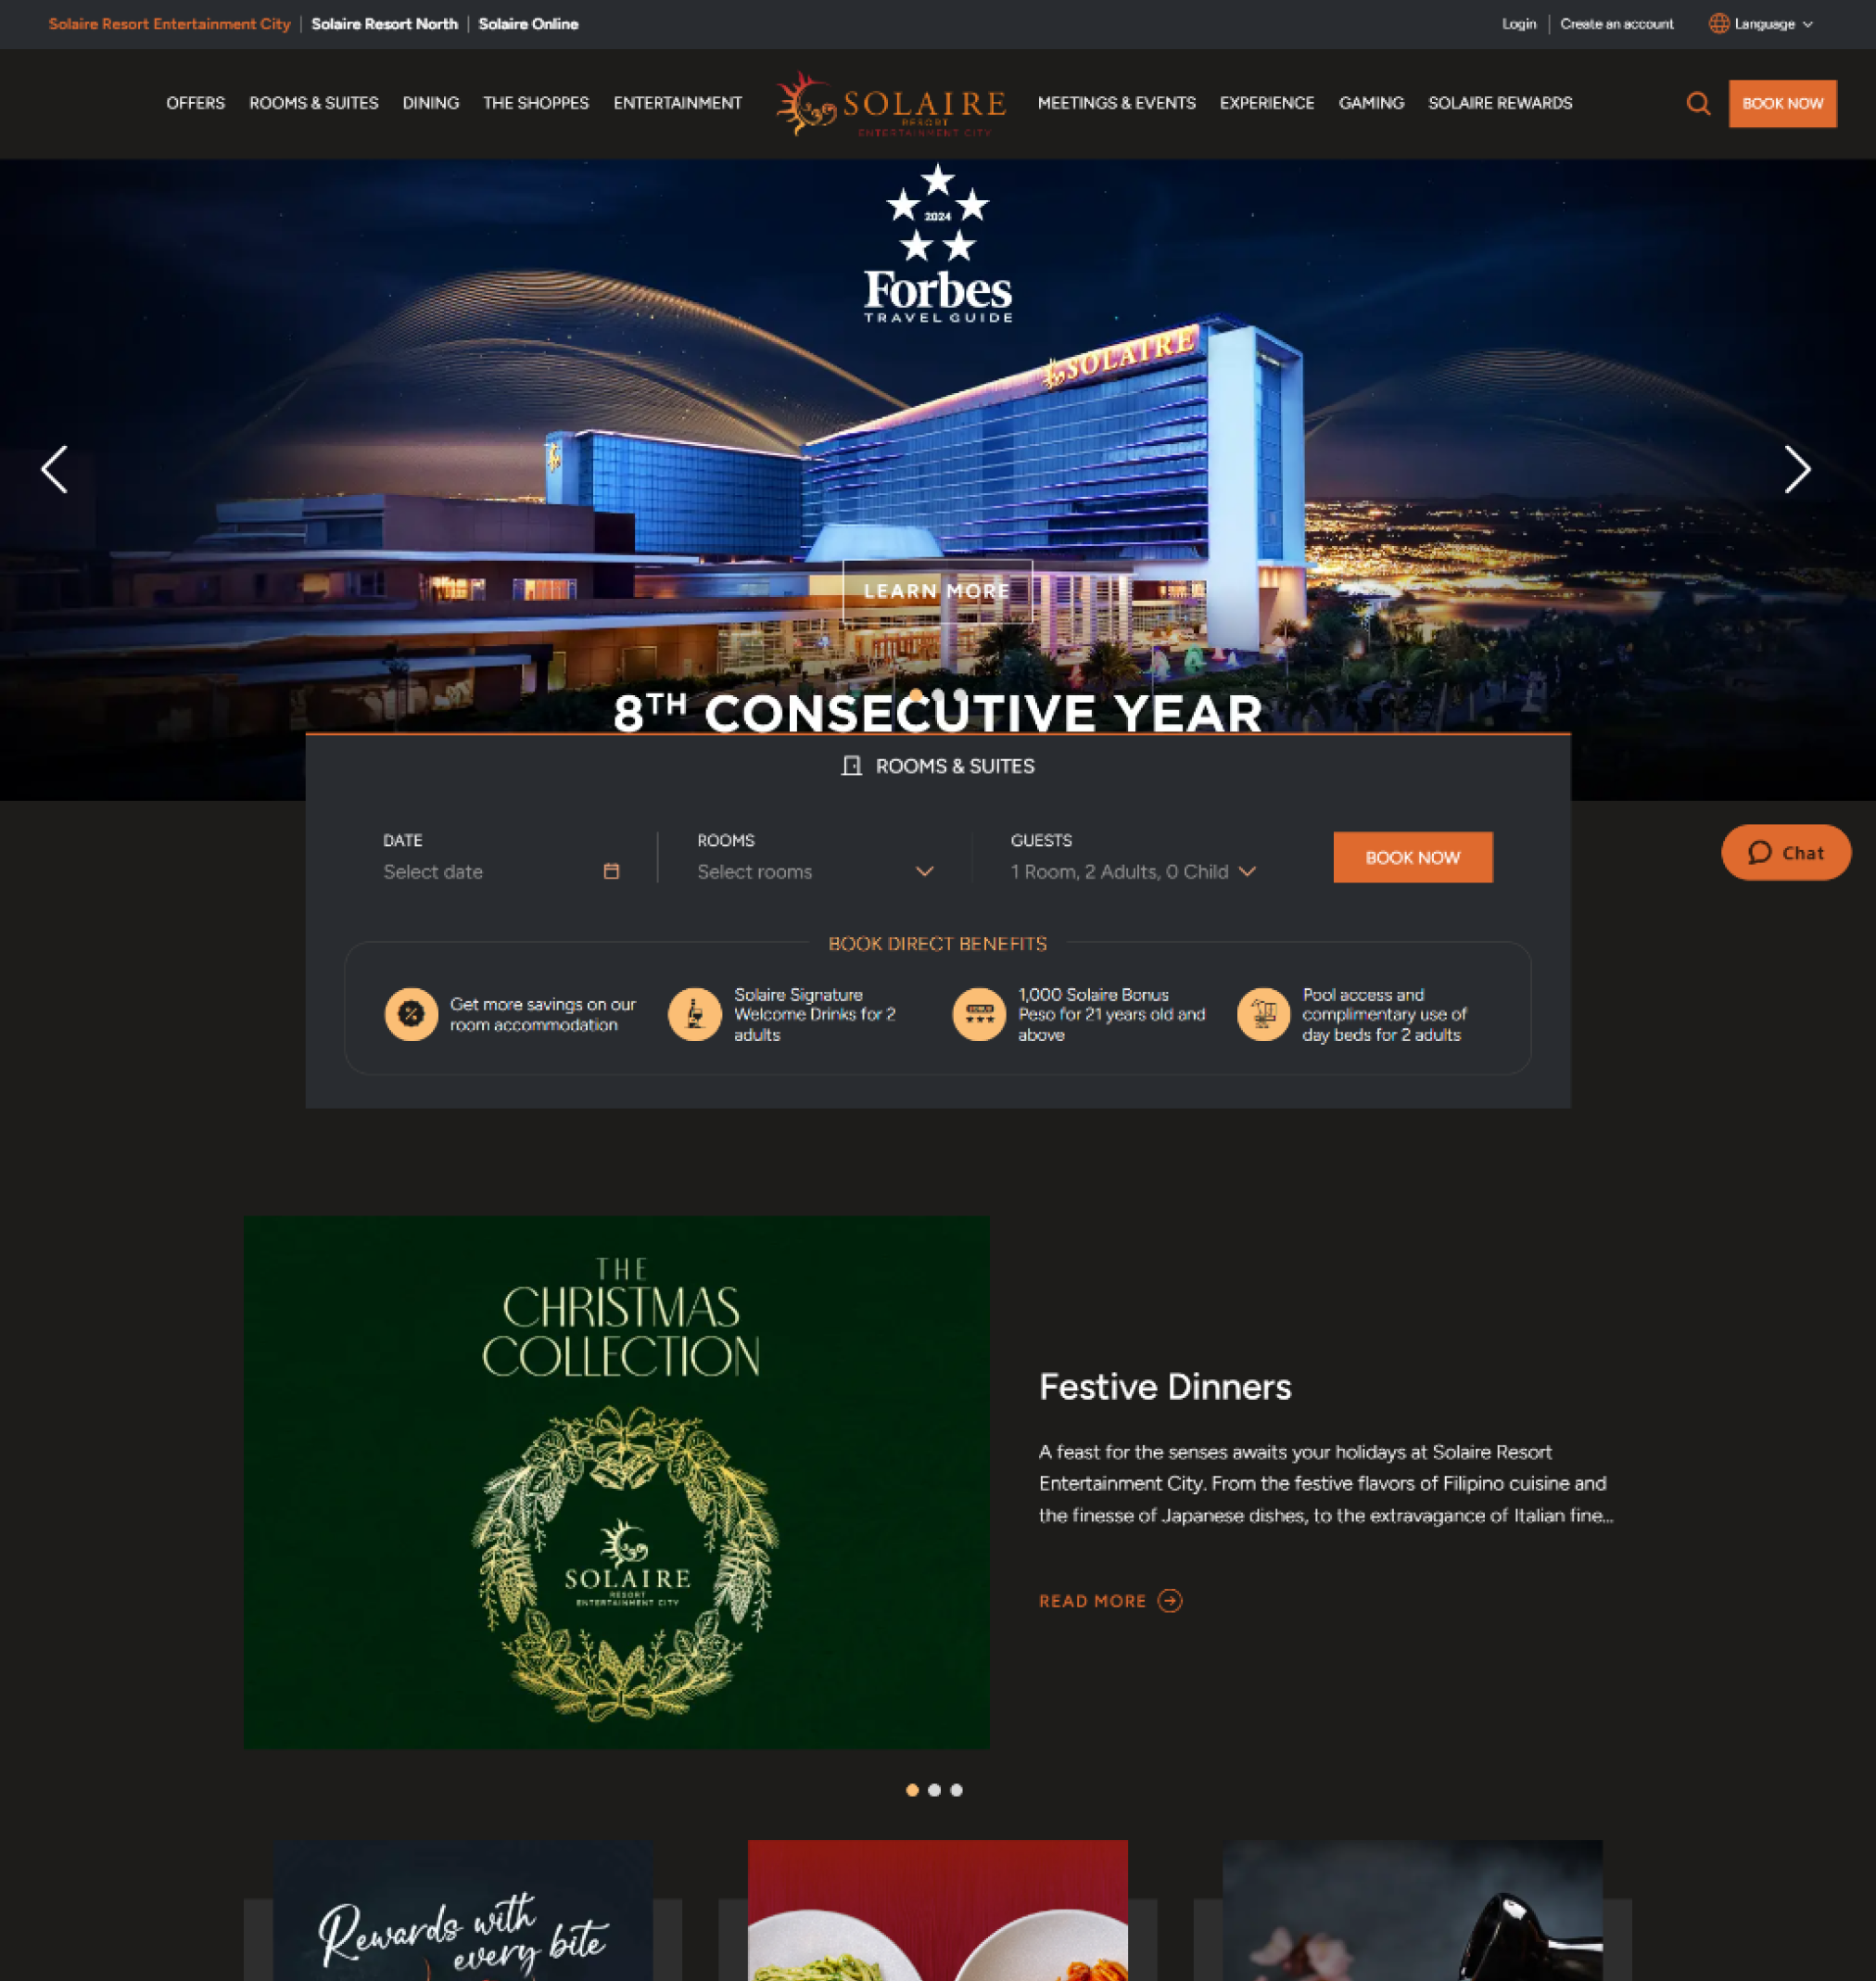 Solaire Resort Entertainment City | Solaire Resort North | Solaire Online
Login | Create an account
Language
OFFERS
ROOMS & SUITES
DINING
THE SHOPPES
ENTERTAINMENT
SOLAIRE
RESORT
ENTERTAINMENT CITY
MEETINGS & EVENTS
EXPERIENCE
GAMING
SOLAIRE REWARDS
BOOK NOW
2024
Forbes
TRAVEL GUIDE
SOLAIRE
LEARN MORE
8TH CONSECUTIVE YEAR
ROOMS & SUITES
DATE
Select date
ROOMS
Select rooms
GUESTS
1 Room, 2 Adults, 0 Child
BOOK NOW
Chat
BOOK DIRECT BENEFITS
Get more savings on our
room accommodation
Solaire Signature
Welcome Drinks for 2
adults
1,000 Solaire Bonus
Peso for 21 years old and
above
Pool access and
complimentary use of
day beds for 2 adults
THE
CHRISTMAS
COLLECTION
SOLAIRE
RESORT
ENTERTAINMENT CITY
Festive Dinners
A feast for the senses awaits your holidays at Solaire Resort
Entertainment City. From the festive flavors of Filipino cuisine and
the finesse of Japanese dishes, to the extravagance of Italian fine...
READ MORE
Rewards with
every bite